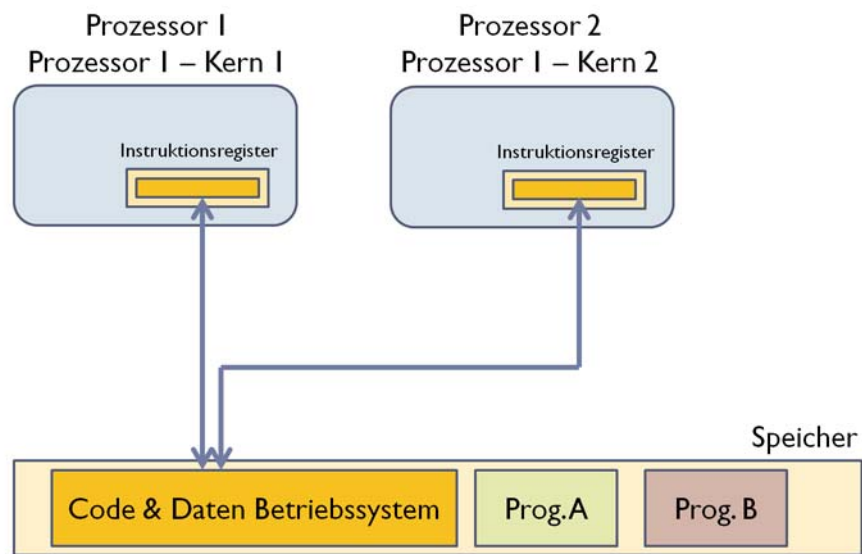 Prozessor 1
Prozessor 1 – Kern 1
Prozessor 2
Prozessor 1 – Kern 2
Instruktionsregister
Instruktionsregister
Speicher
Code & Daten Betriebssystem
Prog. A
Prog. B